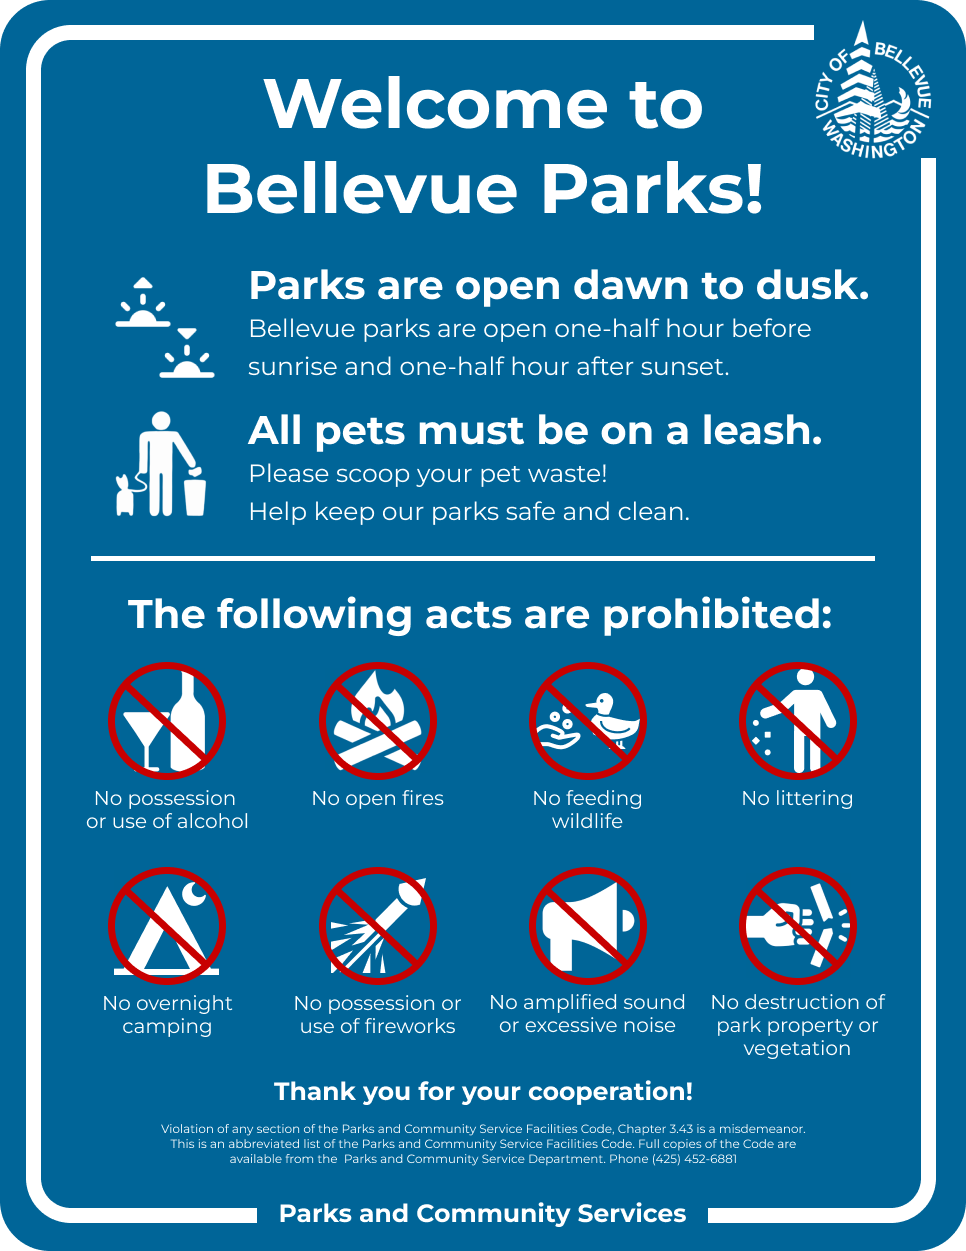 CITY OF BELLEVUE
WASHINGTON
Welcome to
Bellevue Parks!
Parks are open dawn to dusk.
Bellevue parks are open one-half hour before
sunrise and one-half hour after sunset.
All pets must be on a leash.
Please scoop your pet waste!
Help keep our parks safe and clean.
The following acts are prohibited:
No possession
or use of alcohol
No open fires
No feeding
wildlife
No littering
No overnight
camping
No possession or
use of fireworks
No amplified sound
or excessive noise
No destruction of
park property or
vegetation
Thank you for your cooperation!
Violation of any section of the Parks and Community Service Facilities Code, Chapter 3.43 is a misdemeanor.
This is an abbreviated list of the Parks and Community Service Facilities Code. Full copies of the Code are
available from the Parks and Community Service Department. Phone (425) 452-6881
Parks and Community Services